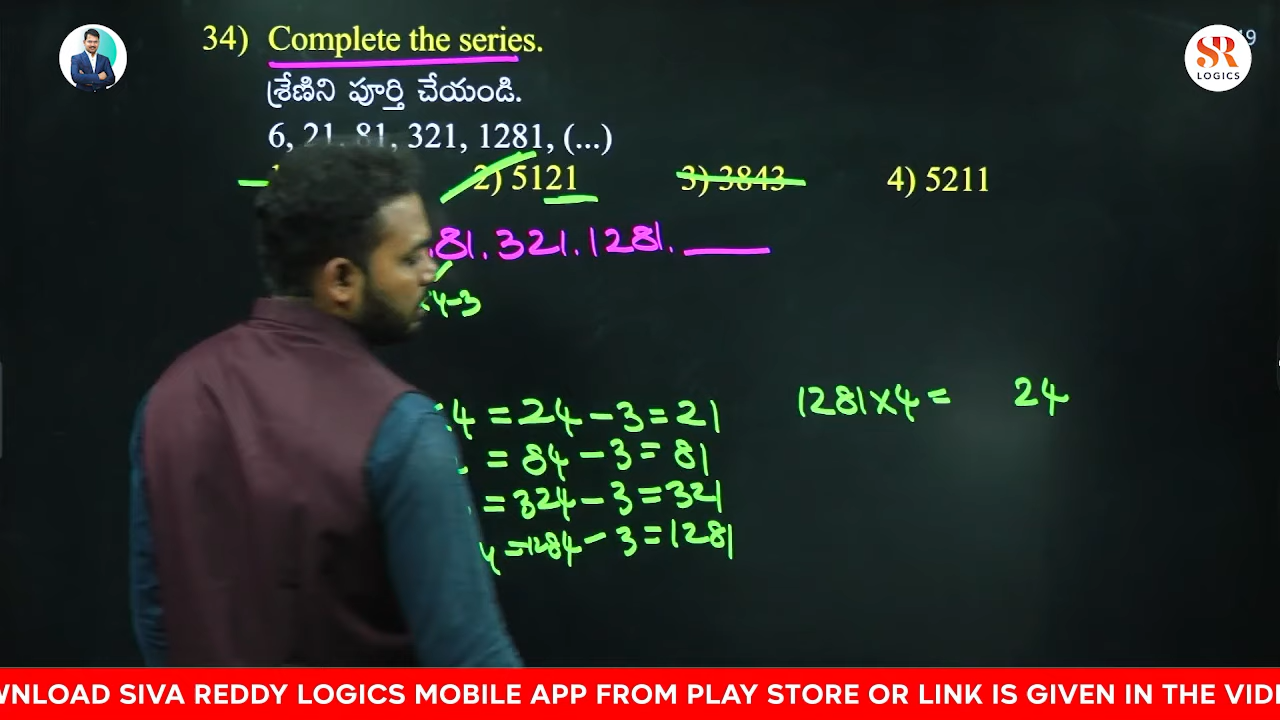 34) Complete the series.
శ్రేణిని పూర్తి చేయండి.
6, 21, 81, 321, 1281, (...)
2) 5121 3) 3843 4) 5211
81. 321. 1281.
4-3
4 = 24 - 3 = 21
= 84 - 3 = 81
= 324 - 3 = 321
4 = 1284 - 3 = 1281
1281×4 = 24
SR
LOGICS
19
WNLOAD SIVA REDDY LOGICS MOBILE APP FROM PLAY STORE OR LINK IS GIVEN IN THE VIDE